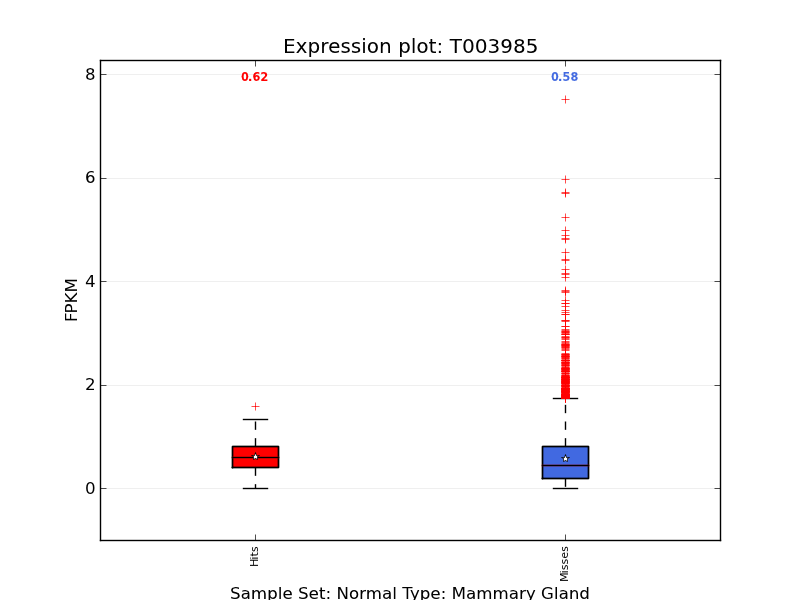 Expression plot: T003985
0.62 0.58
8
6
4
2
0
FPKM
Hits Misses
Sample Set: Normal Type: Mammary Gland